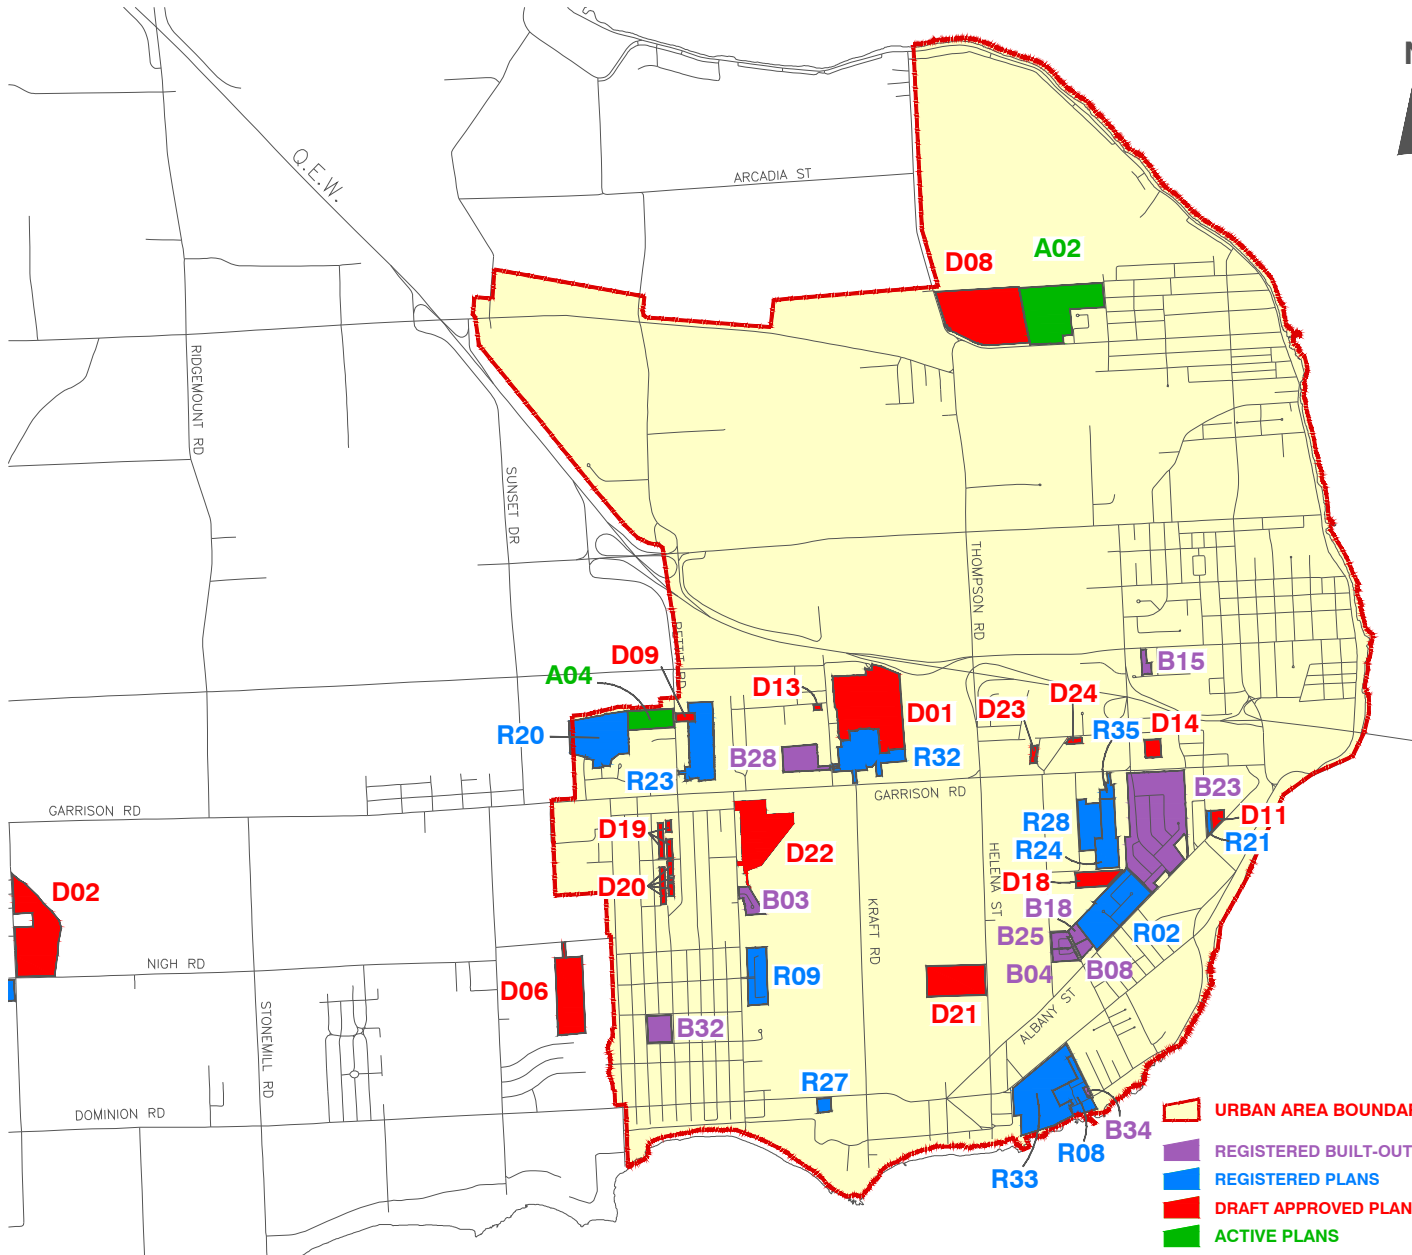 N
Q.E.W.
ARCADIA ST
A02
D08
RIDGEMOUNT RD
SUNSET DR
THOMPSON RD
D09
B15
A04
D13
D24
D01
D23
R35
D14
R20
B28
R32
R23
B23
GARRISON RD
GARRISON RD
D11
R28
D19
R21
R24
D22
HELENA ST
D18
D02
D20
B03
B18
KRAFT RD
B25
R02
NIGH RD
B04
B08
R09
D06
D21
STONEMILL RD
ALBANY ST
B32
R27
DOMINION RD
B34
R08
R33
URBAN AREA BOUNDAR
REGISTERED BUILT-OUT
REGISTERED PLANS
DRAFT APPROVED PLAN
ACTIVE PLANS